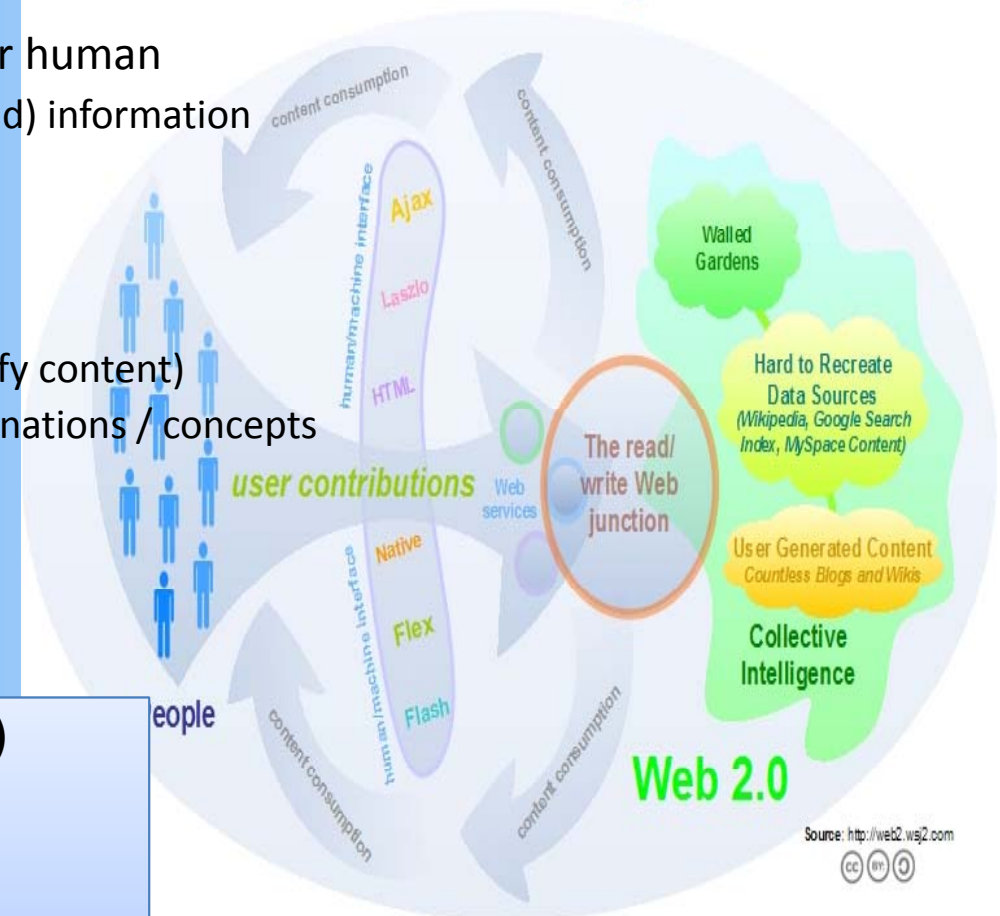 r human
d) information
fy content)
nations / concepts
)
content consumption
content consumption
human/machine interface
Ajax
Laszlo
HTML
user contributions
Web
services
The read/
write Web
junction
Native
Flex
Flash
human/machine interface
eople
content consumption
content consumption
Walled
Gardens
Hard to Recreate
Data Sources
(Wikipedia, Google Search
Index, MySpace Content)
User Generated Content
Countless Blogs and Wikis
Collective
Intelligence
Web 2.0
Source: http://web2.wsj2.com
cc BY: